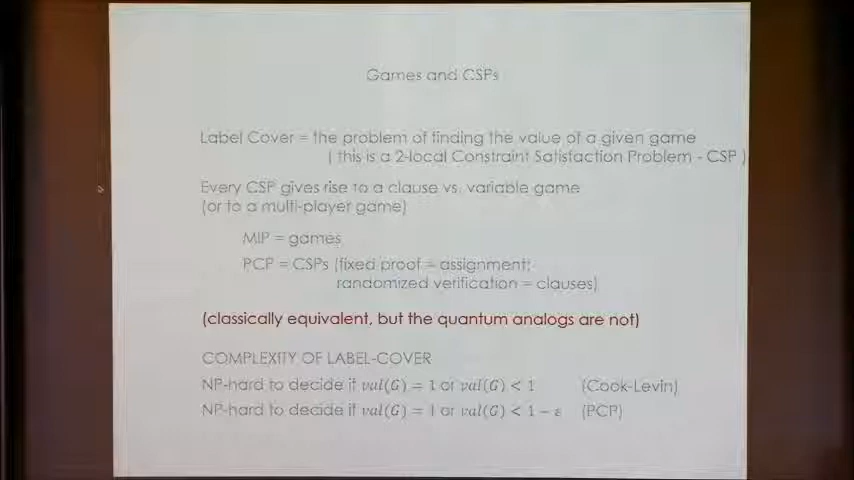 Games and CSPs
Label Cover = the problem of finding the value of a given game
( this is a 2-local Constraint Satisfaction Problem - CSP )
Every CSP gives rise to a clause vs. variable game
(or to a multi-player game)
MIP = games
PCP = CSPs (fixed proof = assignment;
randomized verification = clauses)
(classically equivalent, but the quantum analogs are not)
COMPLEXITY OF LABEL-COVER
NP-hard to decide if val(G) = 1 or val(G) < 1 (Cook-Levin)
NP-hard to decide if val(G) = 1 or val(G) < 1 − ε (PCP)